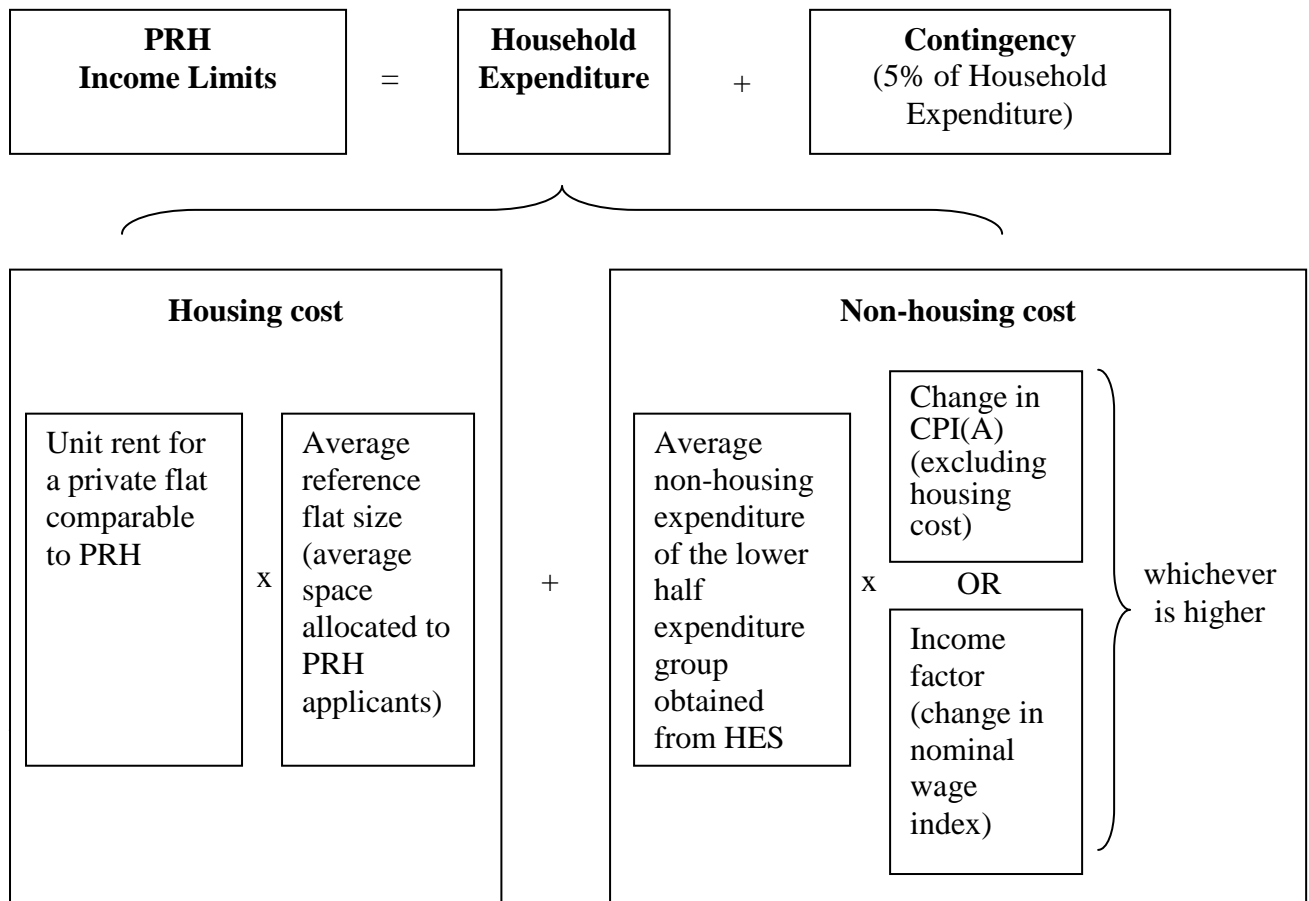 PRH
Income Limits
=
Household
Expenditure
+
Contingency
(5% of Household
Expenditure)
Housing cost
Unit rent for
a private flat
comparable
to PRH
x
Average
reference
flat size
(average
space
allocated to
PRH
applicants)
+
Non-housing cost
Average
non-housing
expenditure
of the lower
half
expenditure
group
obtained
from HES
x
Change in
CPI(A)
(excluding
housing
cost)
OR
Income
factor
(change in
nominal
wage
index)
whichever
is higher